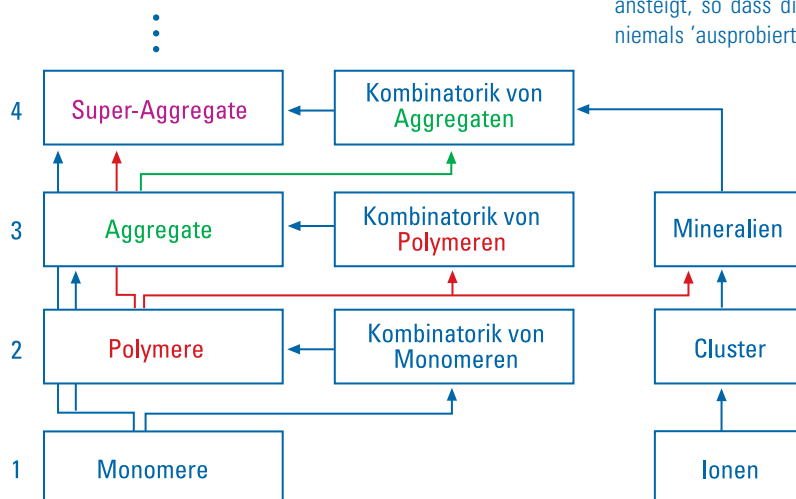 ansteigt, so dass di
niemals 'ausprobiert
4
Super-Aggregate
Kombinatorik von
Aggregaten
3
Aggregate
Kombinatorik von
Polymeren
Mineralien
2
Polymere
Kombinatorik von
Monomeren
Cluster
1
Monomere
Ionen